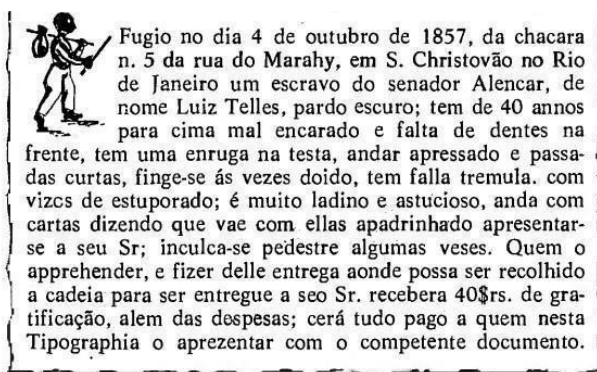 Fugio no dia 4 de outubro de 1857, da chacara
n. 5 da rua do Marahy, em S. Christovão no Rio
de Janeiro um escravo do senador Alencar, de
nome Luiz Telles, pardo escuro; tem de 40 annos
para cima mal encarado e falta de dentes na
frente, tem uma enruga na testa, andar apressado e passa-
das curtas, finge-se ás vezes doido, tem falla tremula. com
vizcs de estuporado; é muito ladino e astucioso, anda com
cartas dizendo que vae com ellas apadrinhado apresentar-
se a seu Sr; inculca-se pedestre algumas veses. Quem o
apprehender, e fizer delle entrega aonde possa ser recolhido
a cadeia para ser entregue a seo Sr. recebera 40$rs. de gra-
tificação, alem das despesas; cerá tudo pago a quem nesta
Tipographia o aprezentar com o competente documento.